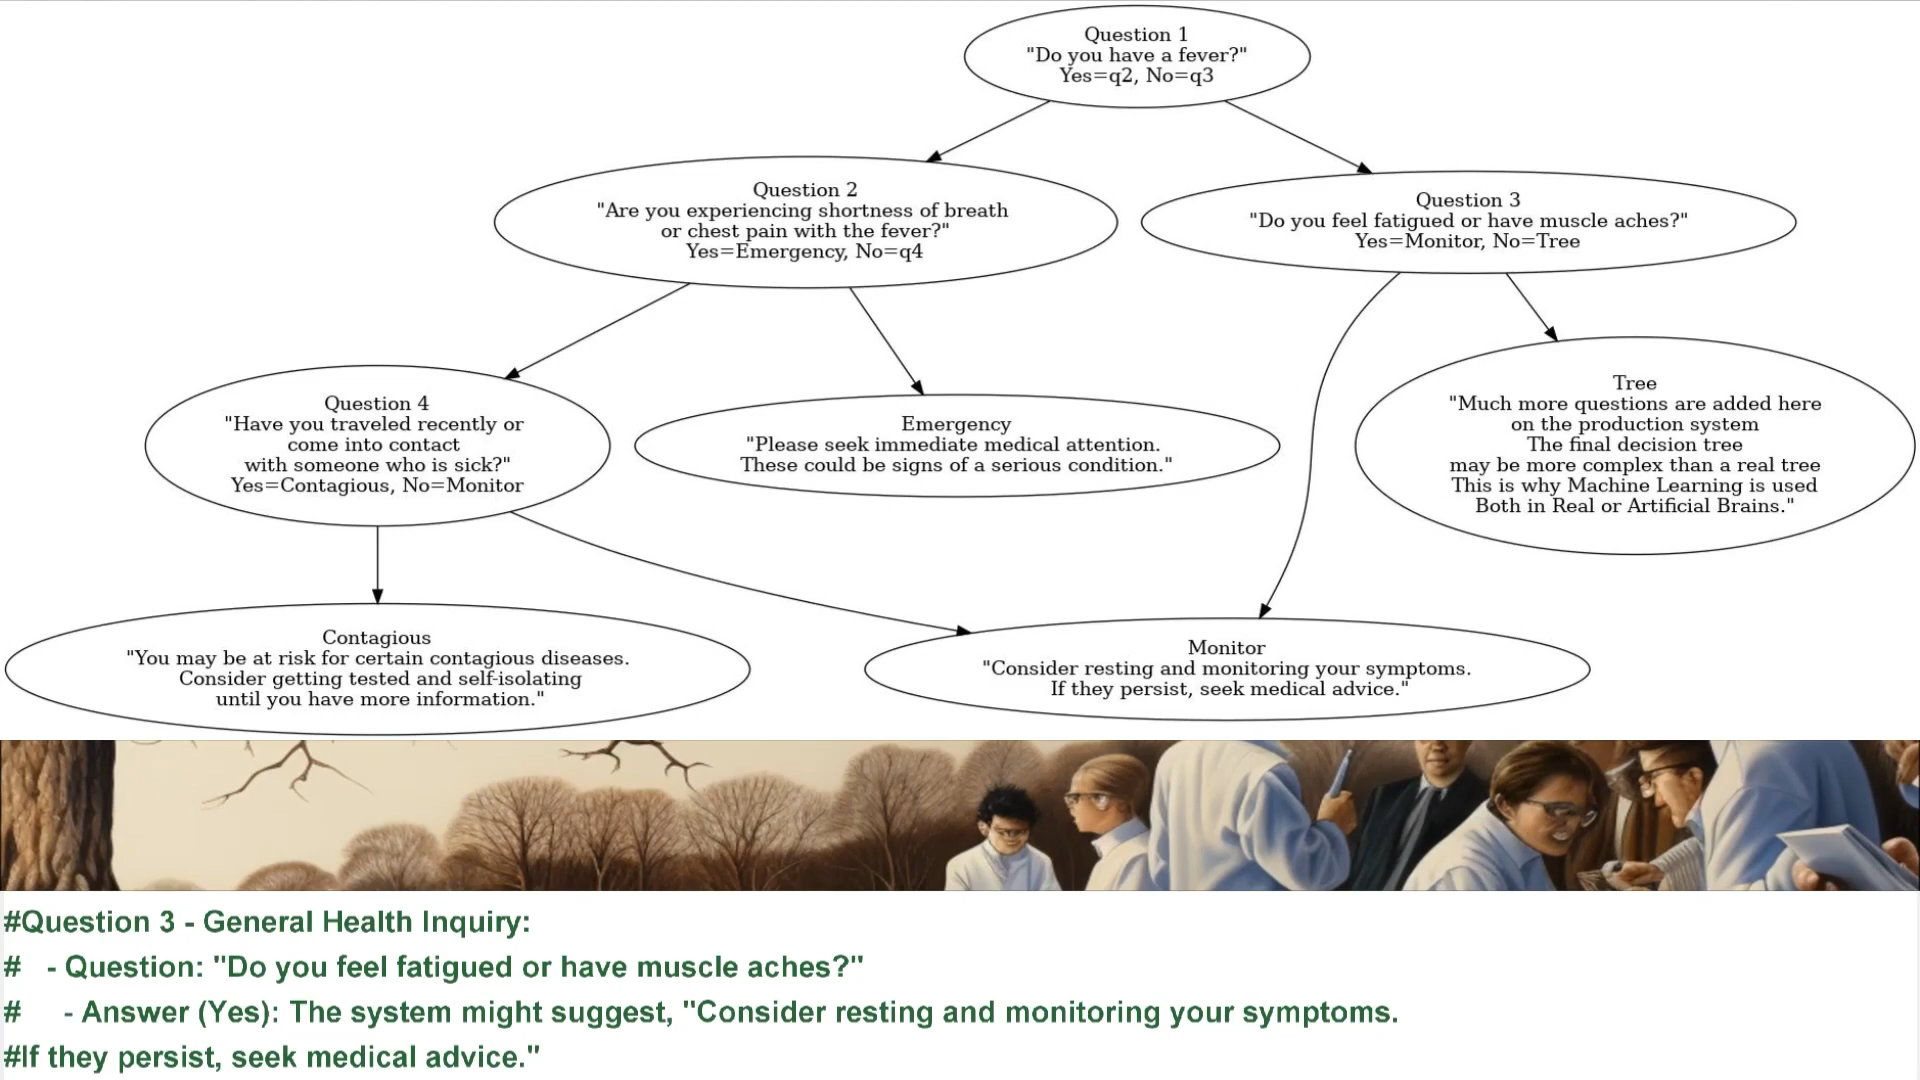 Question 1
"Do you have a fever?"
Yes=q2, No=q3
Question 2
"Are you experiencing shortness of breath
or chest pain with the fever?"
Yes=Emergency, No=q4
Question 3
"Do you feel fatigued or have muscle aches?"
Yes=Monitor, No=Tree
Question 4
"Have you traveled recently or
come into contact
with someone who is sick?"
Yes=Contagious, No=Monitor
Emergency
"Please seek immediate medical attention.
These could be signs of a serious condition."
Tree
"Much more questions are added here
on the production system
The final decision tree
may be more complex than a real tree
This is why Machine Learning is used
Both in Real or Artificial Brains."
Contagious
"You may be at risk for certain contagious diseases.
Consider getting tested and self-isolating
until you have more information."
Monitor
"Consider resting and monitoring your symptoms.
If they persist, seek medical advice."
#Question 3 - General Health Inquiry:
# - Question: "Do you feel fatigued or have muscle aches?"
# - Answer (Yes): The system might suggest, "Consider resting and monitoring your symptoms.
#If they persist, seek medical advice."